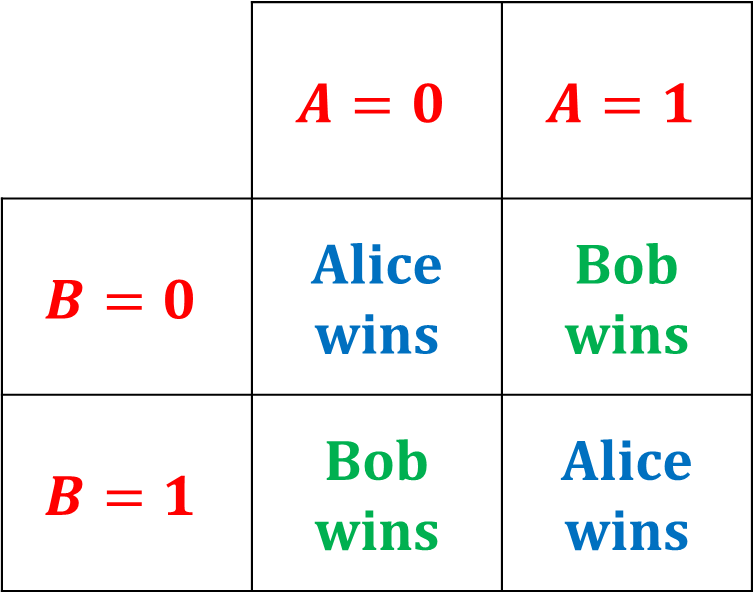 A = 0
A = 1
B = 0
Alice
wins
Bob
wins
B = 1
Bob
wins
Alice
wins